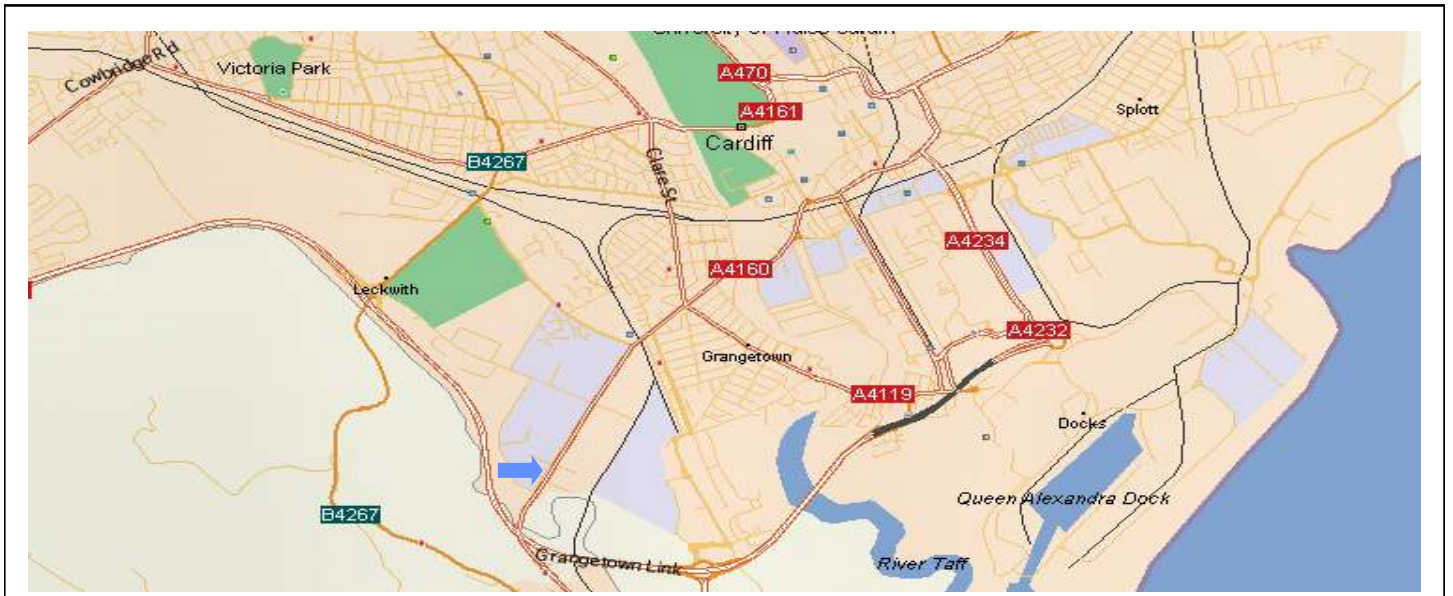 Cowbridge Rd
Victoria Park
A470
A4161
Splott
Cardiff
B4267
Clare St
A4234
A4160
Leckwith
A4232
Grangetown
A4119
Docks
Queen Alexandra Dock
B4267
Grangetown Link
River Taff